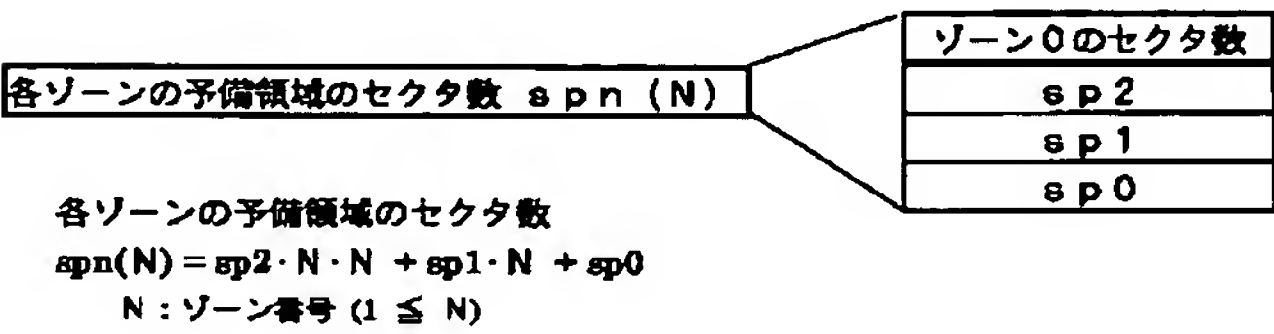 各ゾーンの予備領域のセクタ数 spn (N)
ゾーン0のセクタ数
sp2
sp1
sp0
各ゾーンの予備領域のセクタ数
spn(N) = sp2· N· N + sp1· N + sp0
N : ゾーン番号 (1 ≦ N)